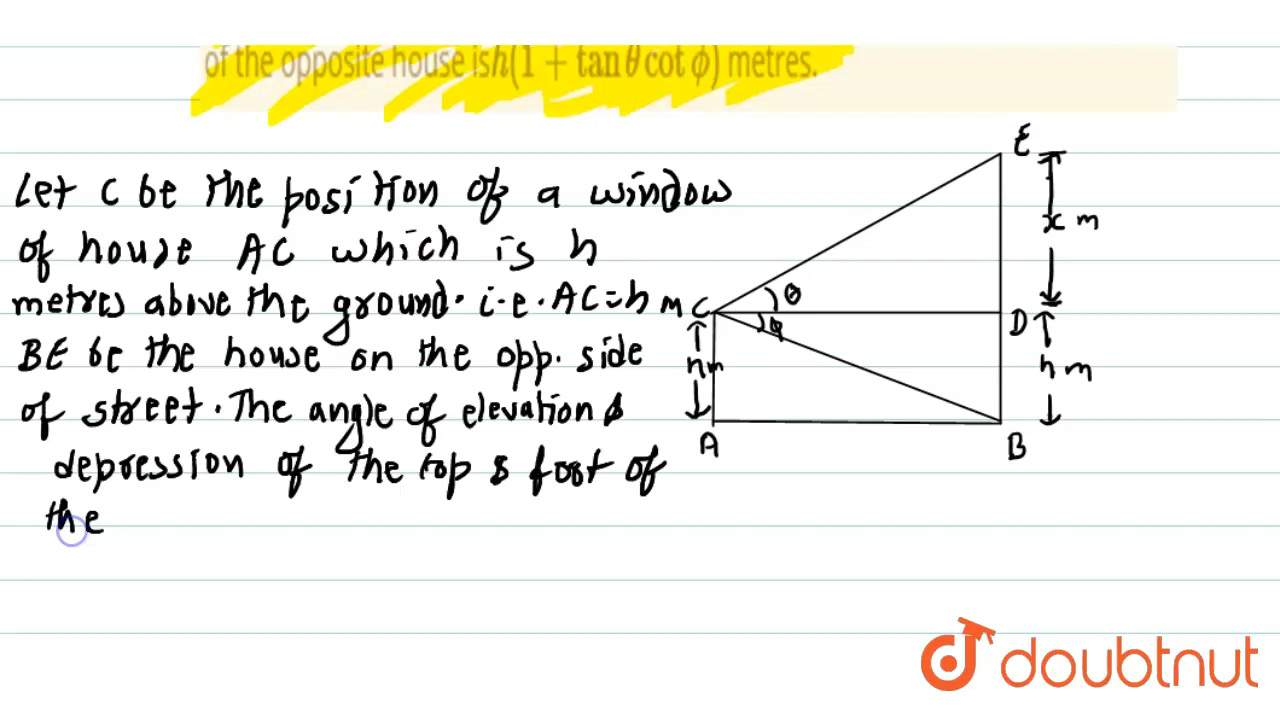 of the opposite house ish(1 + tan θ cot ϕ) metres.
Let C be the position of a window
of house AC which is h
metres above the ground. i.e. AC=h m
BE be the house on the opp. side
of street. The angle of elevation &
depression of the top & foot of
the
E
x m
θ
C
ϕ
D
h m
h m
A
B
doubtnut